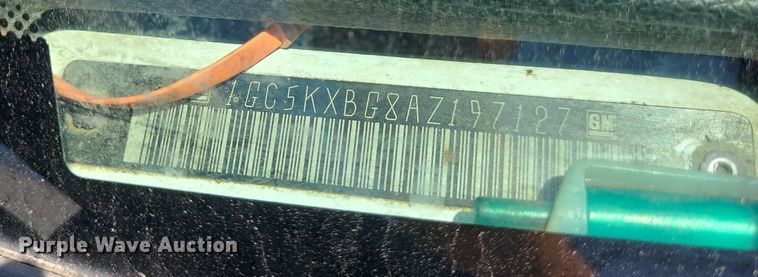 1GC5KXBG8AZ197127 GM
Purple Wave Auction